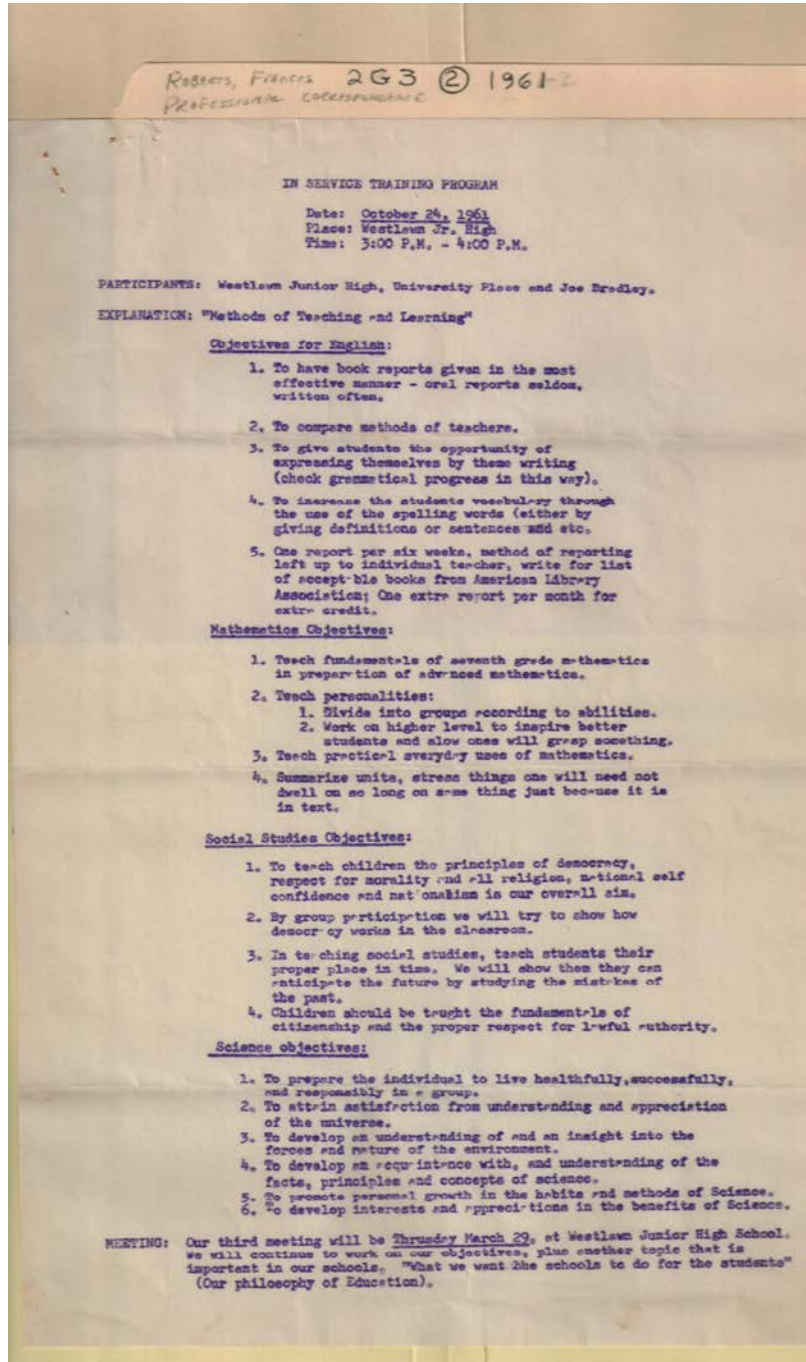 Roberts, Frances 2G3 ② 1961-2
Professional Correspondence
IN SERVICE TRAINING PROGRAM
Date: October 24, 1961
Place: Westlawn Jr. High
Time: 3:00 P.M. - 4:00 P.M.
PARTICIPANTS: Westlawn Junior High, University Place and Joe Bradley.
EXPLANATION: "Methods of Teaching and Learning"
Objectives for English:
1. To have book reports given in the most
effective manner - oral reports seldom,
written often.
2. To compare methods of teachers.
3. To give students the opportunity of
expressing themselves by theme writing
(check grammatical progress in this way).
4. To increase the students vocabulary through
the use of the spelling words (either by
giving definitions or sentences and etc.
5. One report per six weeks, method of reporting
left up to individual teacher, write for list
of acceptable books from American Library
Association; One extra report per month for
extra credit.
Mathematics Objectives:
1. Teach fundamentals of seventh grade mathematics
in preparation of advanced mathematics.
2. Teach personalities:
1. Divide into groups according to abilities.
2. Work on higher level to inspire better
students and slow ones will grasp something.
3. Teach practical everyday uses of mathematics.
4. Summarize units, stress things one will need not
dwell on so long on some thing just because it is
in text.
Social Studies Objectives:
1. To teach children the principles of democracy,
respect for morality and all religion, national self
confidence and nationalism is our overall aim.
2. By group participation we will try to show how
democracy works in the classroom.
3. In teaching social studies, teach students their
proper place in time. We will show them they can
anticipate the future by studying the mistakes of
the past.
4. Children should be taught the fundamentals of
citizenship and the proper respect for lawful authority.
Science objectives:
1. To prepare the individual to live healthfully,successfully,
and responsibly in a group.
2. To attain satisfaction from understanding and appreciation
of the universe.
3. To develop an understanding of and an insight into the
forces and nature of the environment.
4. To develop an acquaintence with, and understanding of the
facts, principles and concepts of science.
5. To promote personal growth in the habits and methods of Science.
6. To develop interests and appreciations in the benefits of Science.
MEETING: Our third meeting will be Thrusday March 29, at Westlawn Junior High School.
We will continue to work on our objectives, plus another topic that is
important in our schools. "What we want the schools to do for the students"
(Our philosophy of Education).